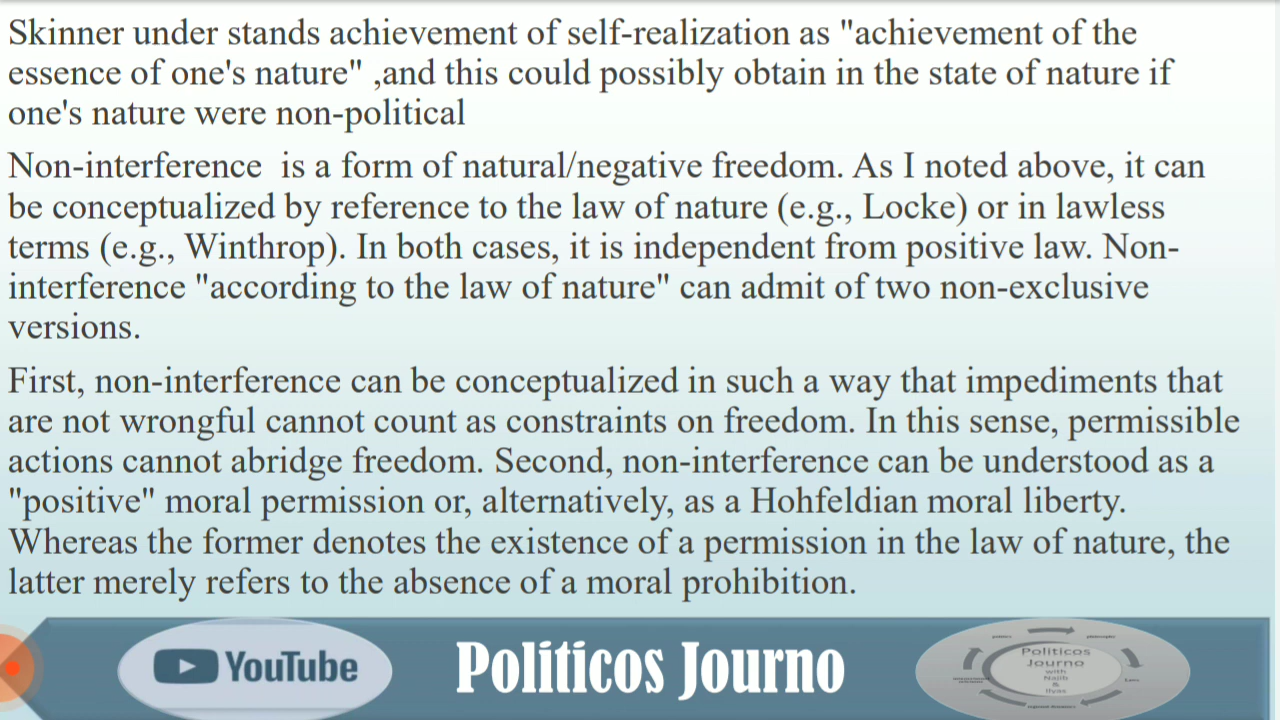 Skinner under stands achievement of self-realization as "achievement of the
essence of one's nature" ,and this could possibly obtain in the state of nature if
one's nature were non-political
Non-interference is a form of natural/negative freedom. As I noted above, it can
be conceptualized by reference to the law of nature (e.g., Locke) or in lawless
terms (e.g., Winthrop). In both cases, it is independent from positive law. Non-
interference "according to the law of nature" can admit of two non-exclusive
versions.
First, non-interference can be conceptualized in such a way that impediments that
are not wrongful cannot count as constraints on freedom. In this sense, permissible
actions cannot abridge freedom. Second, non-interference can be understood as a
"positive" moral permission or, alternatively, as a Hohfeldian moral liberty.
Whereas the former denotes the existence of a permission in the law of nature, the
latter merely refers to the absence of a moral prohibition.
YouTube
Politicos Journo
Politicos
Journo
with
Najib
&
Ilyas